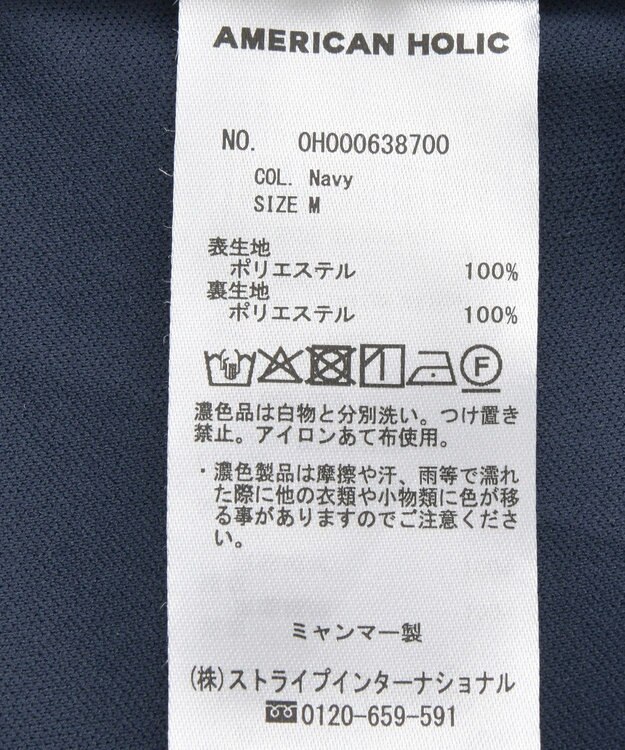 AMERICAN HOLIC
NO. OH000638700
COL. Navy
SIZE M
表生地
ポリエステル 100%
裏生地
ポリエステル 100%
F
濃色品は白物と分別洗い。つけ置き
禁止。アイロンあて布使用。
・濃色製品は摩擦や汗、雨等で濡れ
た際に他の衣類や小物類に色が移
る事がありますのでご注意くださ
い。
ミャンマー製
(株)ストライプインターナショナル
0120-659-591